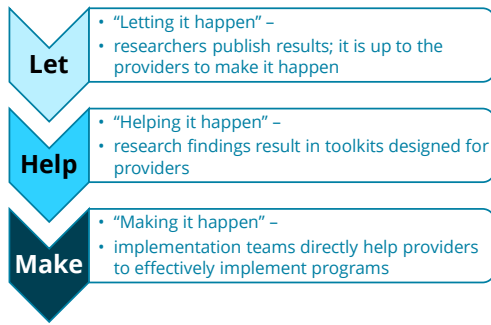 Let
• “Letting it happen” –
• researchers publish results; it is up to the
providers to make it happen
Help
• “Helping it happen” –
• research findings result in toolkits designed for
providers
Make
• “Making it happen” –
• implementation teams directly help providers
to effectively implement programs